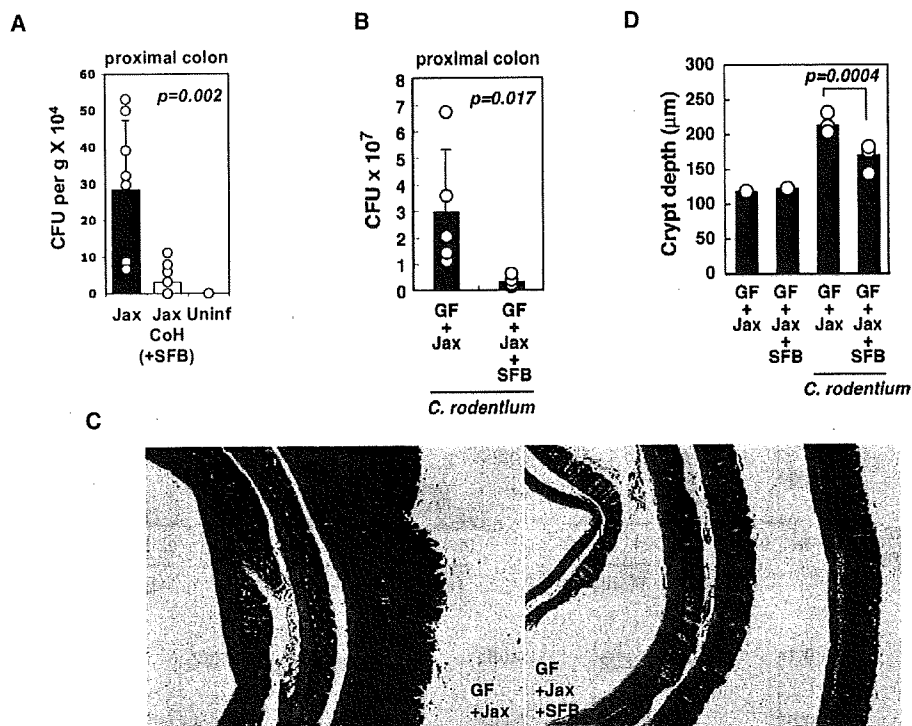 A
proximal colon
60
50
40
30
20
10
0
CFU per g X 10⁴
p=0.002
Jax
Jax
CoH
(+SFB)
Uninf
B
proximal colon
8
7
6
5
4
3
2
1
0
CFU x 10⁷
p=0.017
GF
+
Jax
GF
+
Jax
+
SFB
C. rodentium
D
300
250
200
150
100
50
0
Crypt depth (μm)
p=0.0004
GF
+
Jax
GF
+
Jax
+
SFB
GF
+
Jax
GF
+
Jax
+
SFB
C. rodentium
C
GF
+Jax
GF
+Jax
+SFB